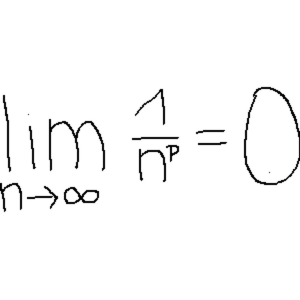 lim 1/n^p = 0
n→∞